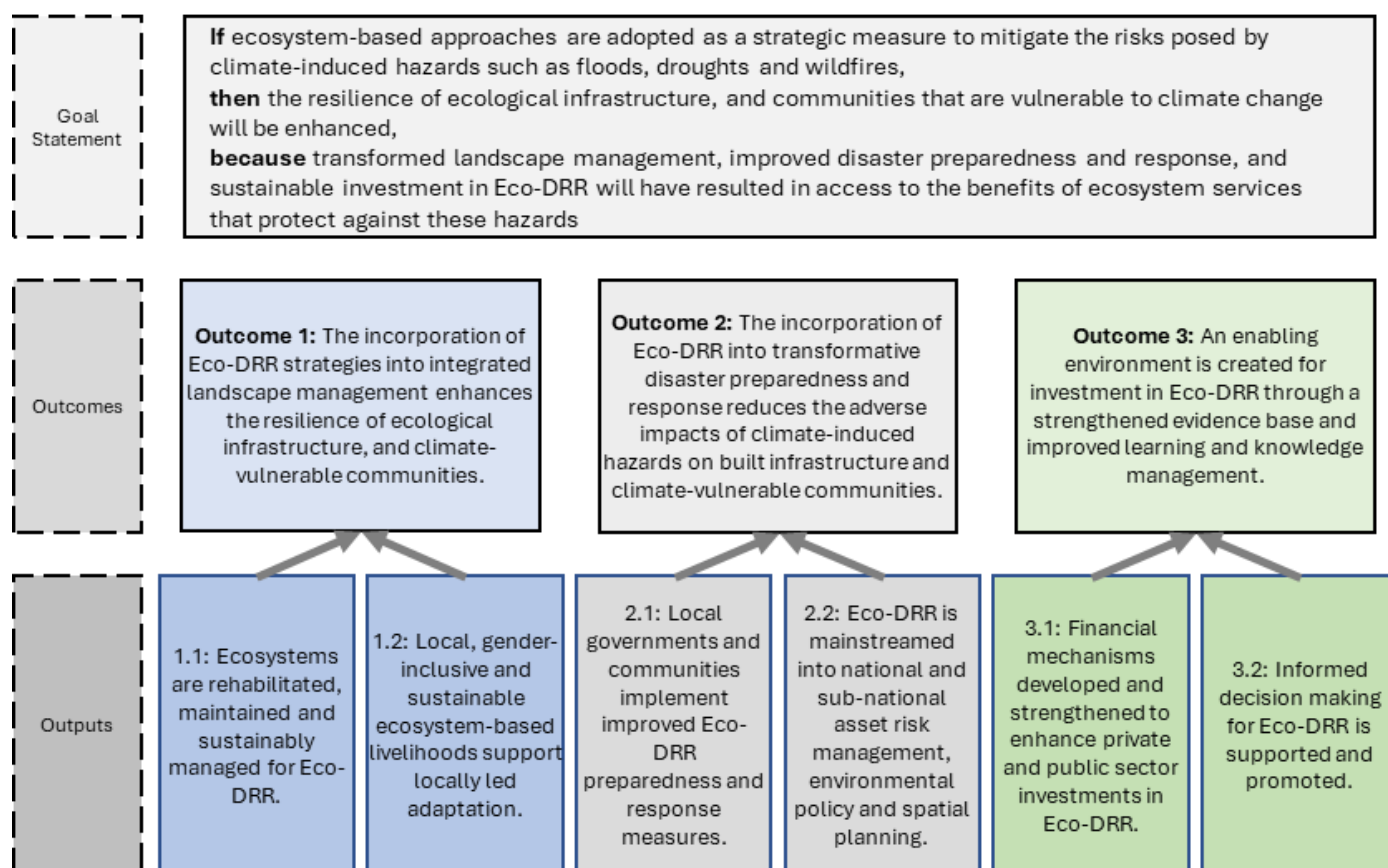 Goal
Statement
If ecosystem-based approaches are adopted as a strategic measure to mitigate the risks posed by
climate-induced hazards such as floods, droughts and wildfires,
then the resilience of ecological infrastructure, and communities that are vulnerable to climate change
will be enhanced,
because transformed landscape management, improved disaster preparedness and response, and
sustainable investment in Eco-DRR will have resulted in access to the benefits of ecosystem services
that protect against these hazards
Outcomes
Outcome 1: The incorporation of
Eco-DRR strategies into integrated
landscape management enhances
the resilience of ecological
infrastructure, and climate-
vulnerable communities.
Outcome 2: The incorporation of
Eco-DRR into transformative
disaster preparedness and
response reduces the adverse
impacts of climate-induced
hazards on built infrastructure and
climate-vulnerable communities.
Outcome 3: An enabling
environment is created for
investment in Eco-DRR through a
strengthened evidence base and
improved learning and knowledge
management.
Outputs
1.1: Ecosystems
are rehabilitated,
maintained and
sustainably
managed for Eco-
DRR.
1.2: Local, gender-
inclusive and
sustainable
ecosystem-based
livelihoods support
locally led
adaptation.
2.1: Local
governments and
communities
implement
improved Eco-
DRR
preparedness and
response
measures.
2.2: Eco-DRR is
mainstreamed
into national and
sub-national
asset risk
management,
environmental
policy and spatial
planning.
3.1: Financial
mechanisms
developed and
strengthened to
enhance private
and public sector
investments in
Eco-DRR.
3.2: Informed
decision making
for Eco-DRR is
supported and
promoted.